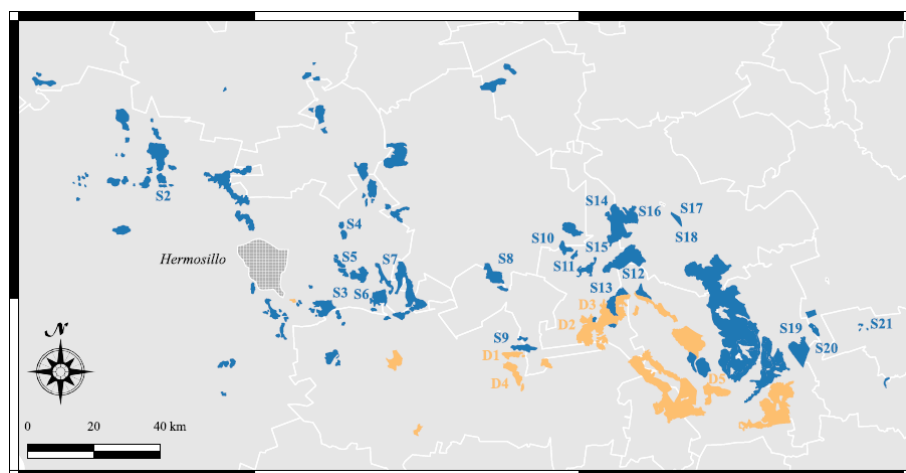 S14
S16
S17
S2
S4
S10
S15
S18
Hermosillo
S5
S7
S8
S11
S12
S3
S6
S13
D3
D2
S9
S19
S21
D1
S20
N
D4
D5
0
20
40 km